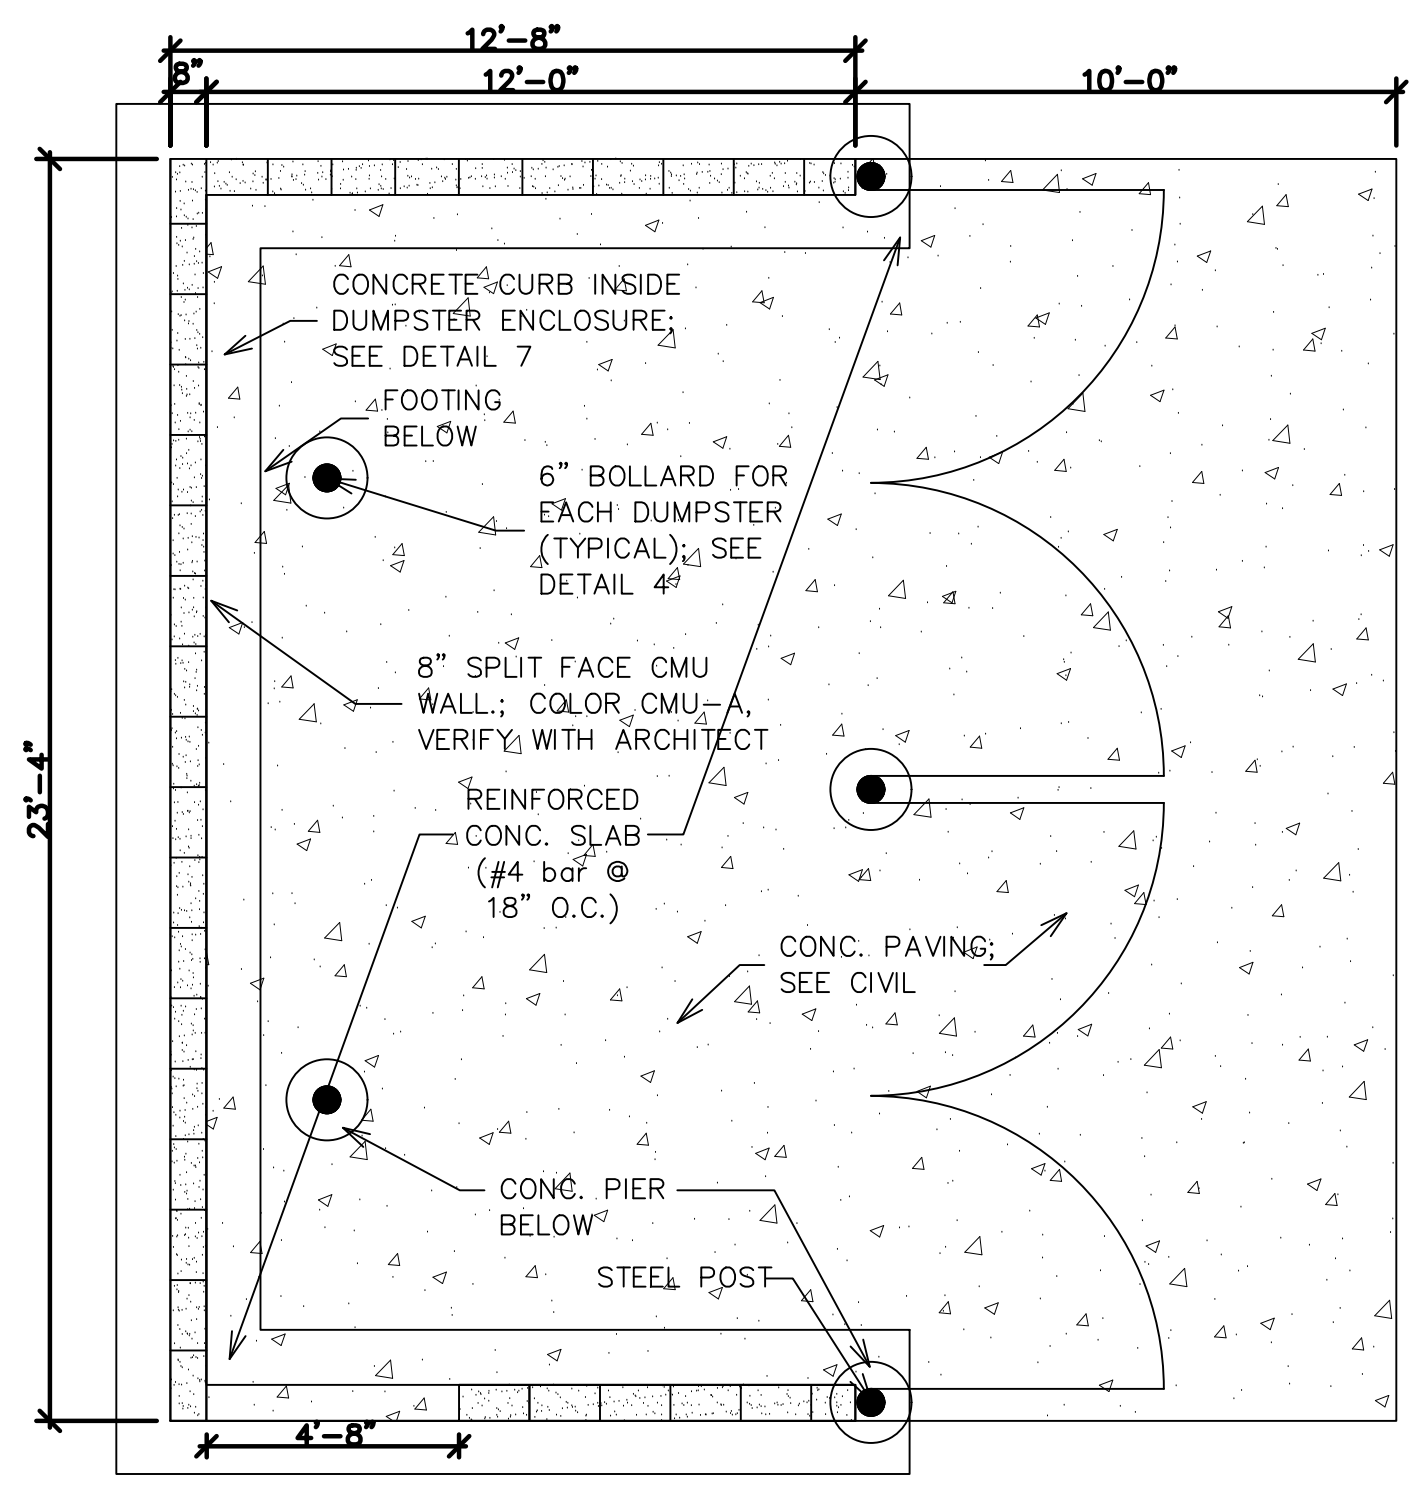 12'-8"
8"
12'-0"
10'-0"
CONCRETE CURB INSIDE
DUMPSTER ENCLOSURE;
SEE DETAIL 7
FOOTING
BELOW
6" BOLLARD FOR
EACH DUMPSTER
(TYPICAL); SEE
DETAIL 4
8" SPLIT FACE CMU
WALL.; COLOR CMU-A,
VERIFY WITH ARCHITECT
23'-4"
REINFORCED
CONC. SLAB
(#4 bar @
18" O.C.)
CONC. PAVING;
SEE CIVIL
CONC. PIER
BELOW
STEEL POST
4'-8"